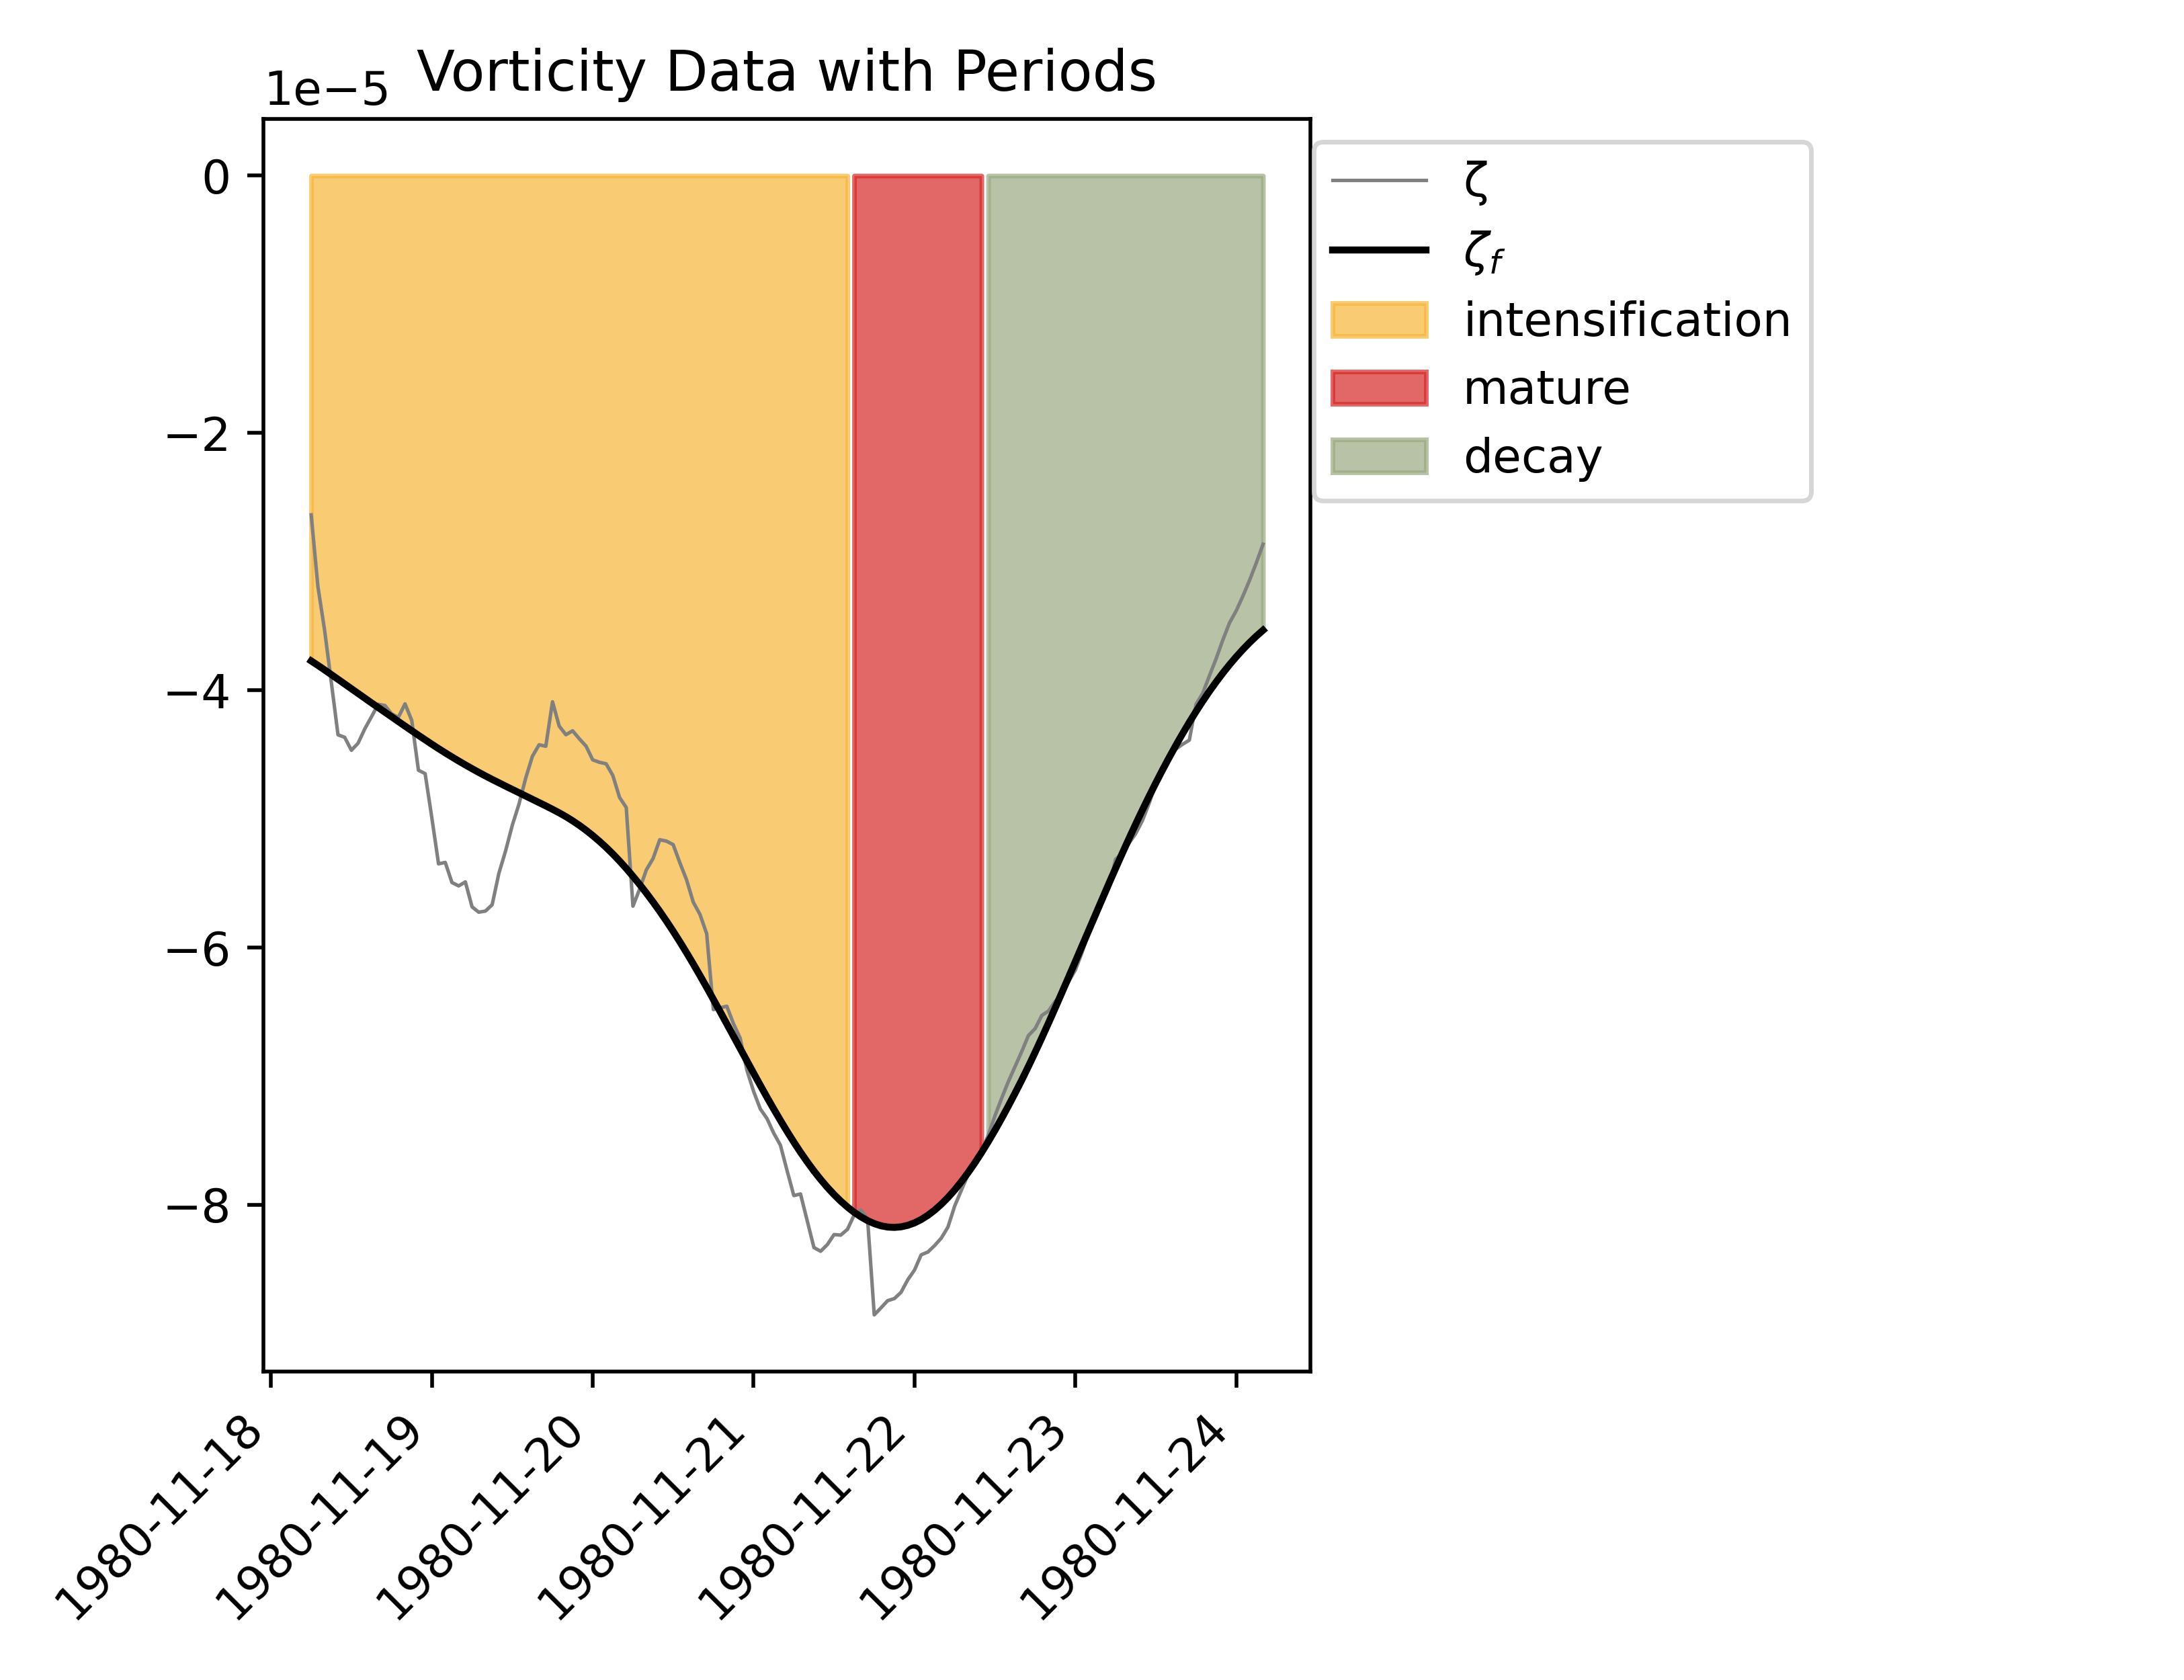 Vorticity Data with Periods
1e−5
0
−2
−4
−6
−8
1980-11-18
1980-11-19
1980-11-20
1980-11-21
1980-11-22
1980-11-23
1980-11-24
ζ
ζf
intensification
mature
decay